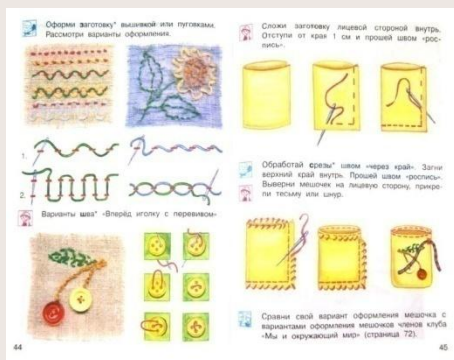 Оформи заготовку* вышивкой или пуговками.
Рассмотри варианты оформления.
1.
2.
Варианты шва* «Вперёд иголку с перевивом»
44
Сложи заготовку лицевой стороной внутрь.
Отступи от края 1 см и прошей швом «рос-
пись».
Обработай срезы* швом «через край». Загни
верхний край внутрь. Прошей швом «роспись».
Выверни мешочек на лицевую сторону, прикре-
пи тесьму или шнур.
Сравни свой вариант оформления мешочка с
вариантами оформления мешочков членов клуба
«Мы и окружающий мир» (страница 72).
45